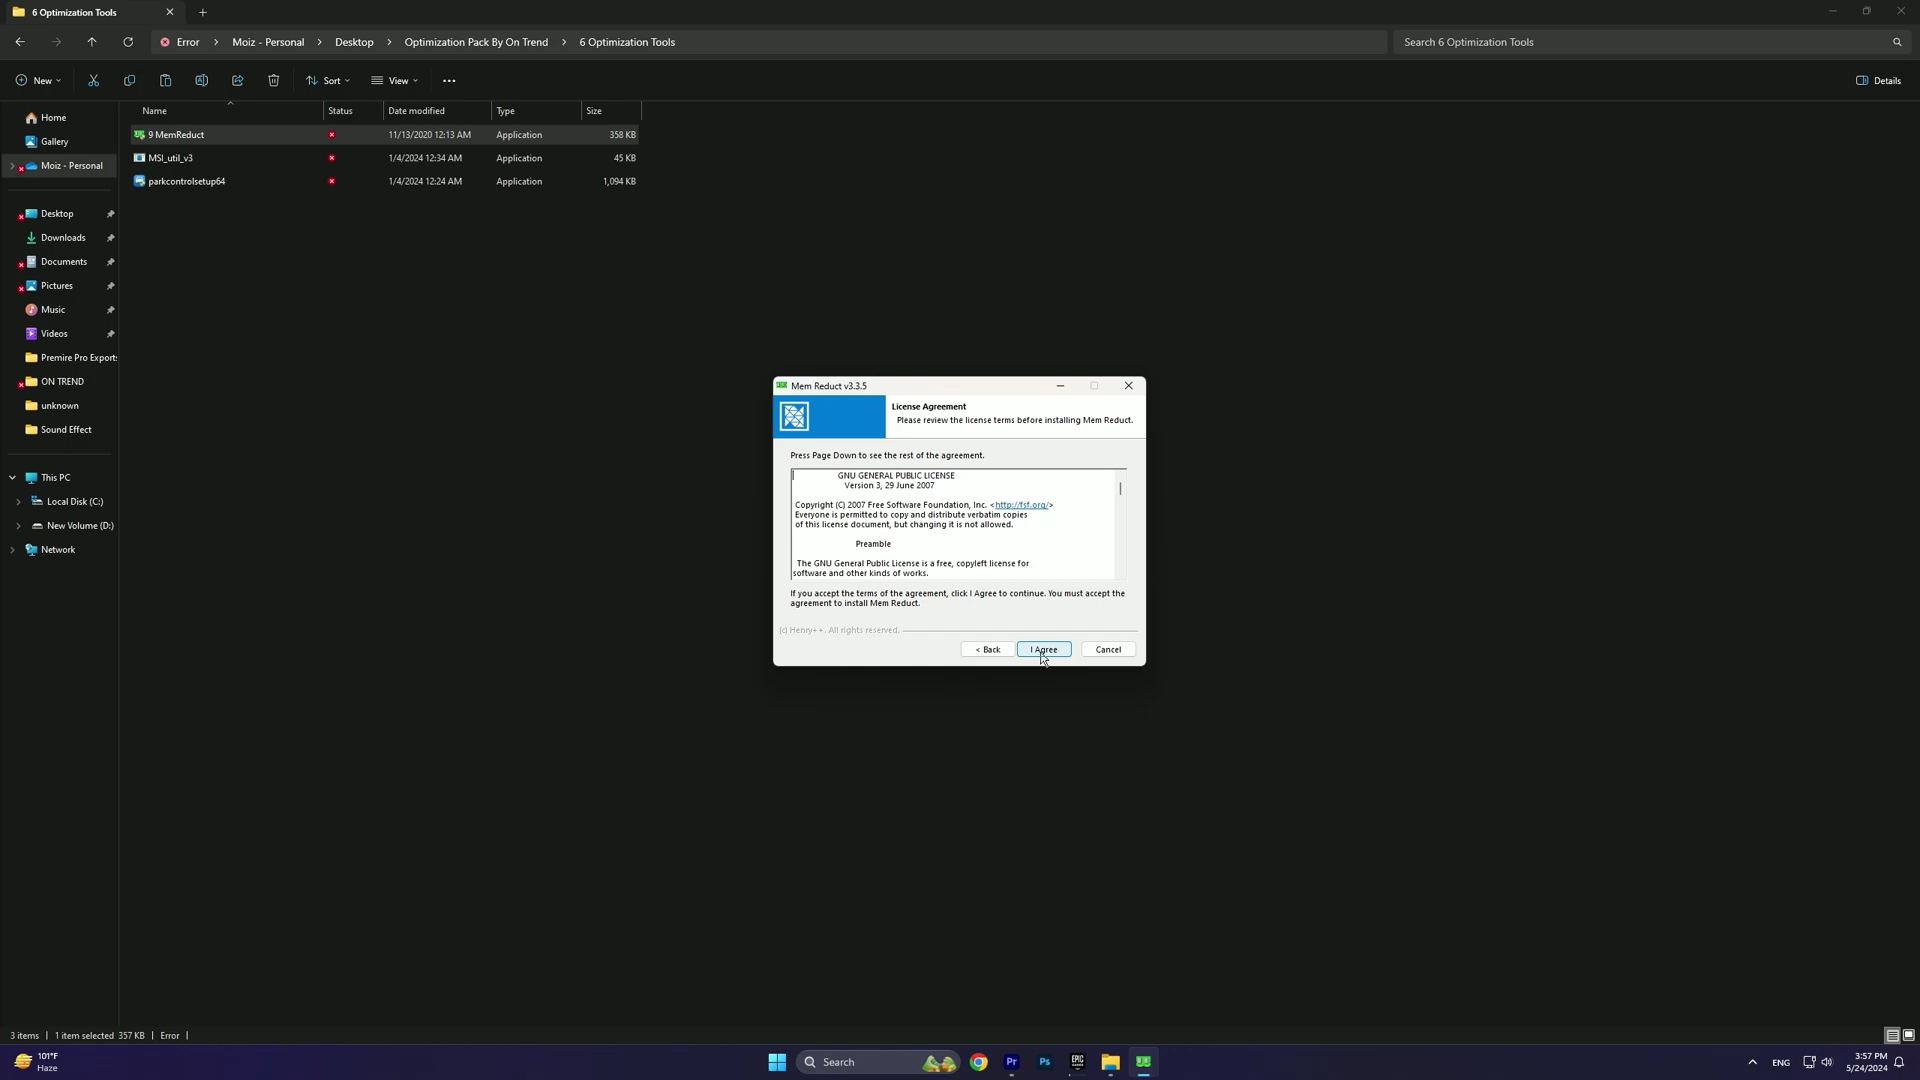 6 Optimization Tools
Error > Moiz - Personal > Desktop > Optimization Pack By On Trend > 6 Optimization Tools
Search 6 Optimization Tools
New
Sort
View
Details
Name Status Date modified Type Size
9 MemReduct 11/13/2020 12:13 AM Application 358 KB
MSI_util_v3 1/4/2024 12:34 AM Application 45 KB
parkcontrolsetup64 1/4/2024 12:24 AM Application 1,094 KB
Home
Gallery
Moiz - Personal
Desktop
Downloads
Documents
Pictures
Music
Videos
Premire Pro Exports
ON TREND
unknown
Sound Effect
This PC
Local Disk (C:)
New Volume (D:)
Network
Mem Reduct v3.3.5
License Agreement
Please review the license terms before installing Mem Reduct.
Press Page Down to see the rest of the agreement.
GNU GENERAL PUBLIC LICENSE
Version 3, 29 June 2007
Copyright (C) 2007 Free Software Foundation, Inc. <http://fsf.org/>
Everyone is permitted to copy and distribute verbatim copies
of this license document, but changing it is not allowed.
Preamble
The GNU General Public License is a free, copyleft license for
software and other kinds of works.
If you accept the terms of the agreement, click I Agree to continue. You must accept the
agreement to install Mem Reduct.
(c) Henry++. All rights reserved.
< Back
I Agree
Cancel
3 items | 1 item selected 357 KB | Error |
101°F
Haze
Search
Pr
Ps
EPIC
GAMES
ENG
3:57 PM
5/24/2024